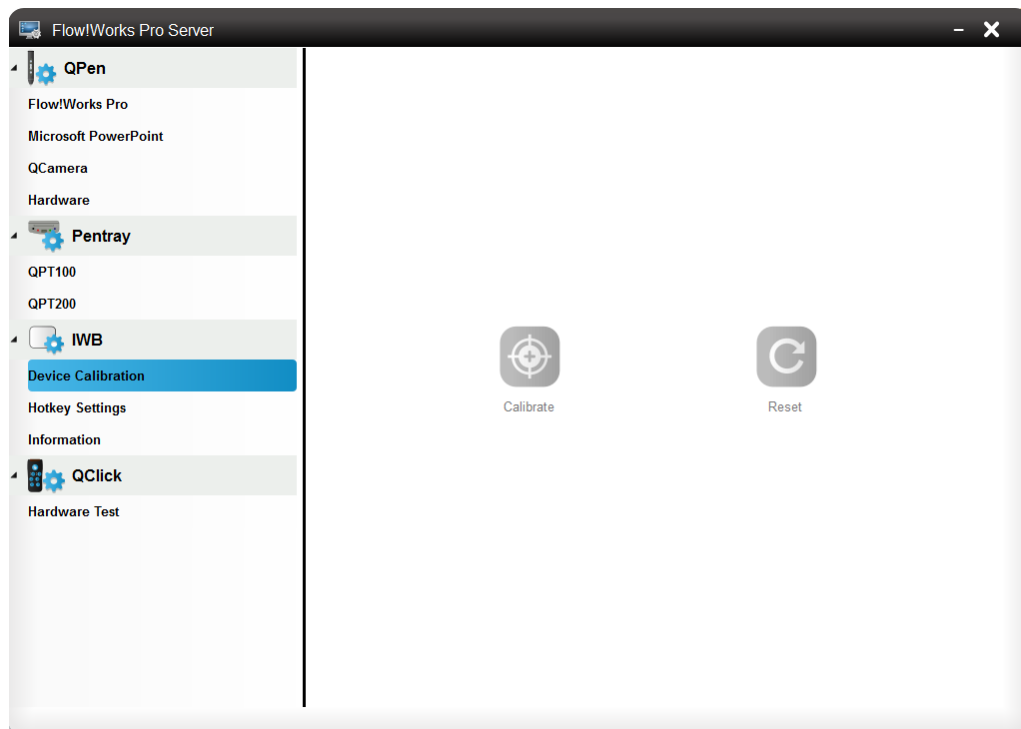 Flow!Works Pro Server
QPen
Flow!Works Pro
Microsoft PowerPoint
QCamera
Hardware
Pentray
QPT100
QPT200
IWB
Device Calibration
Hotkey Settings
Information
QClick
Hardware Test
Calibrate
Reset